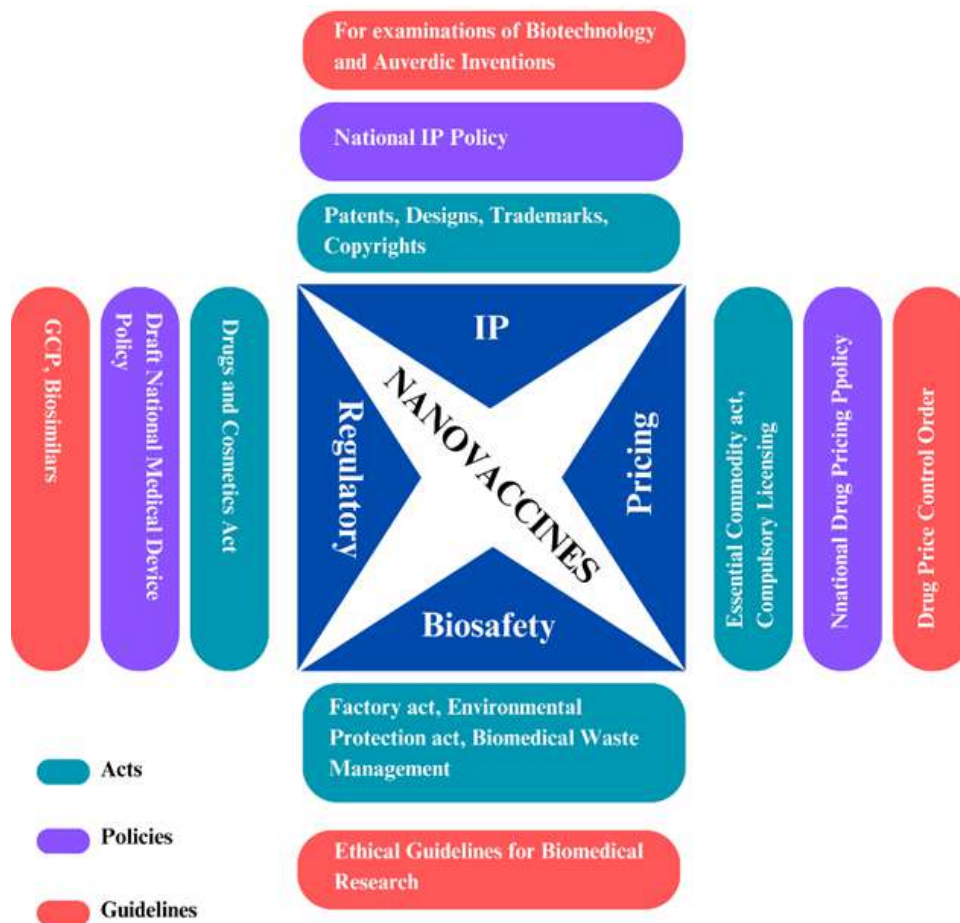 For examinations of Biotechnology
and Auverdic Inventions
National IP Policy
Patents, Designs, Trademarks,
Copyrights
GCP, Biosimilars
Draft National Medical Device
Policy
Drugs and Cosmetics Act
IP
Regulatory
NANOVACCINES
Pricing
Biosafety
Essential Commodity act,
Compulsory Licensing
Nnational Drug Pricing Ppolicy
Drug Price Control Order
Factory act, Environmental
Protection act, Biomedical Waste
Management
Ethical Guidelines for Biomedical
Research
Acts
Policies
Guidelines